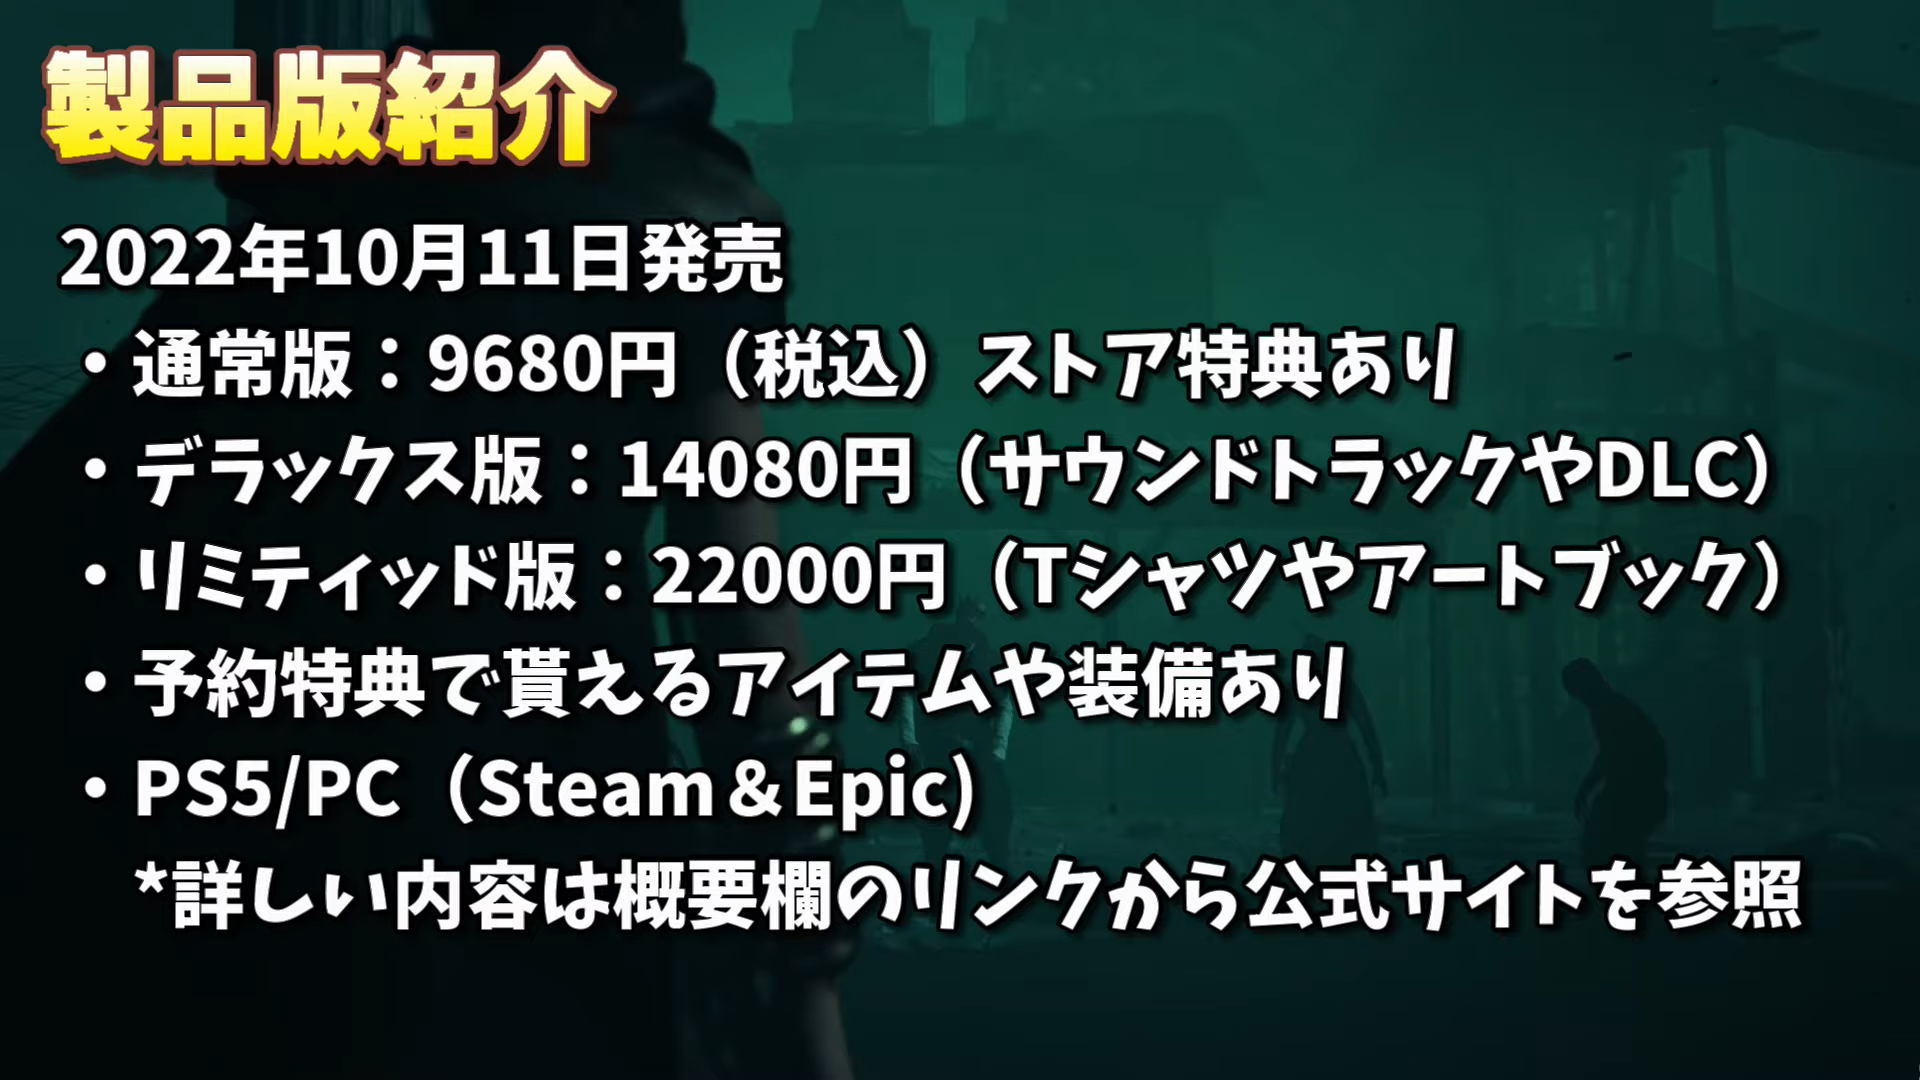 製品版紹介
2022年10月11日発売
・通常版：9680円（税込）ストア特典あり
・デラックス版：14080円（サウンドトラックやDLC）
・リミティッド版：22000円（Tシャツやアートブック）
・予約特典で貰えるアイテムや装備あり
・PS5/PC（Steam＆Epic)
*詳しい内容は概要欄のリンクから公式サイトを参照